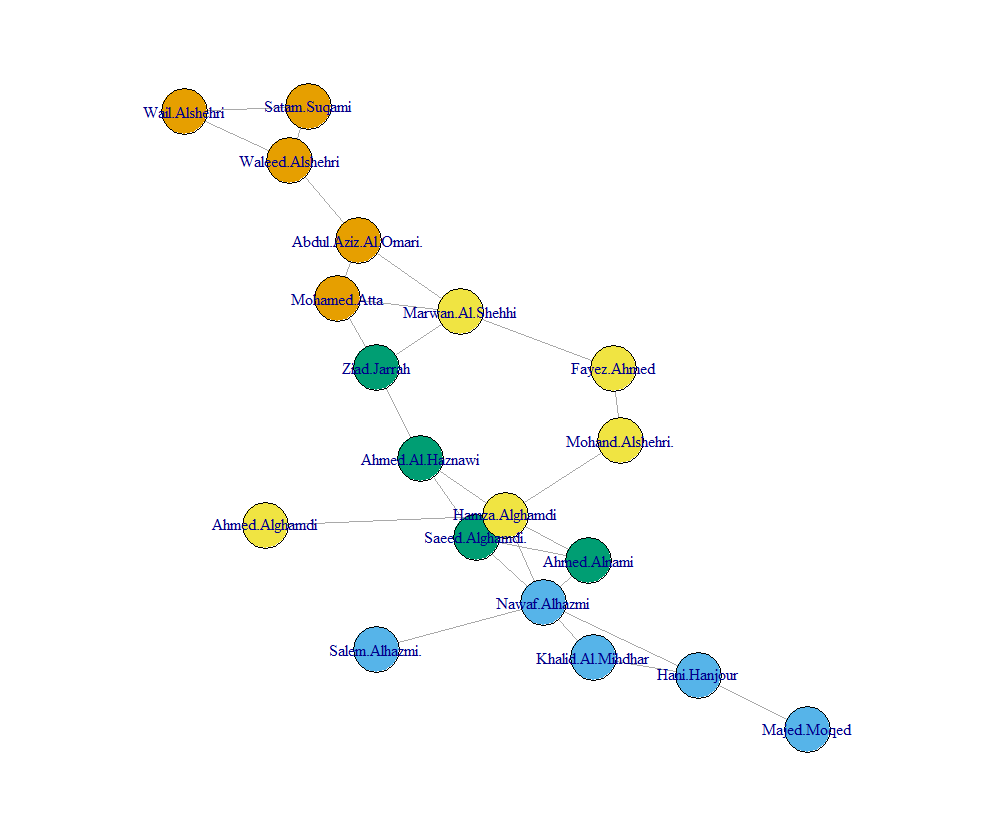 Wail.Alshehri
Satam.Suqami
Waleed.Alshehri
Abdul.Aziz.Al.Omari.
Mohamed.Atta
Marwan.Al.Shehhi
Ziad.Jarrah
Fayez.Ahmed
Mohand.Alshehri.
Ahmed.Al.Haznawi
Hamza.Alghamdi
Ahmed.Alghamdi
Saeed.Alghamdi.
Ahmed.Alnami
Nawaf.Alhazmi
Salem.Alhazmi.
Khalid.Al.Mihdhar
Hani.Hanjour
Majed.Moqed